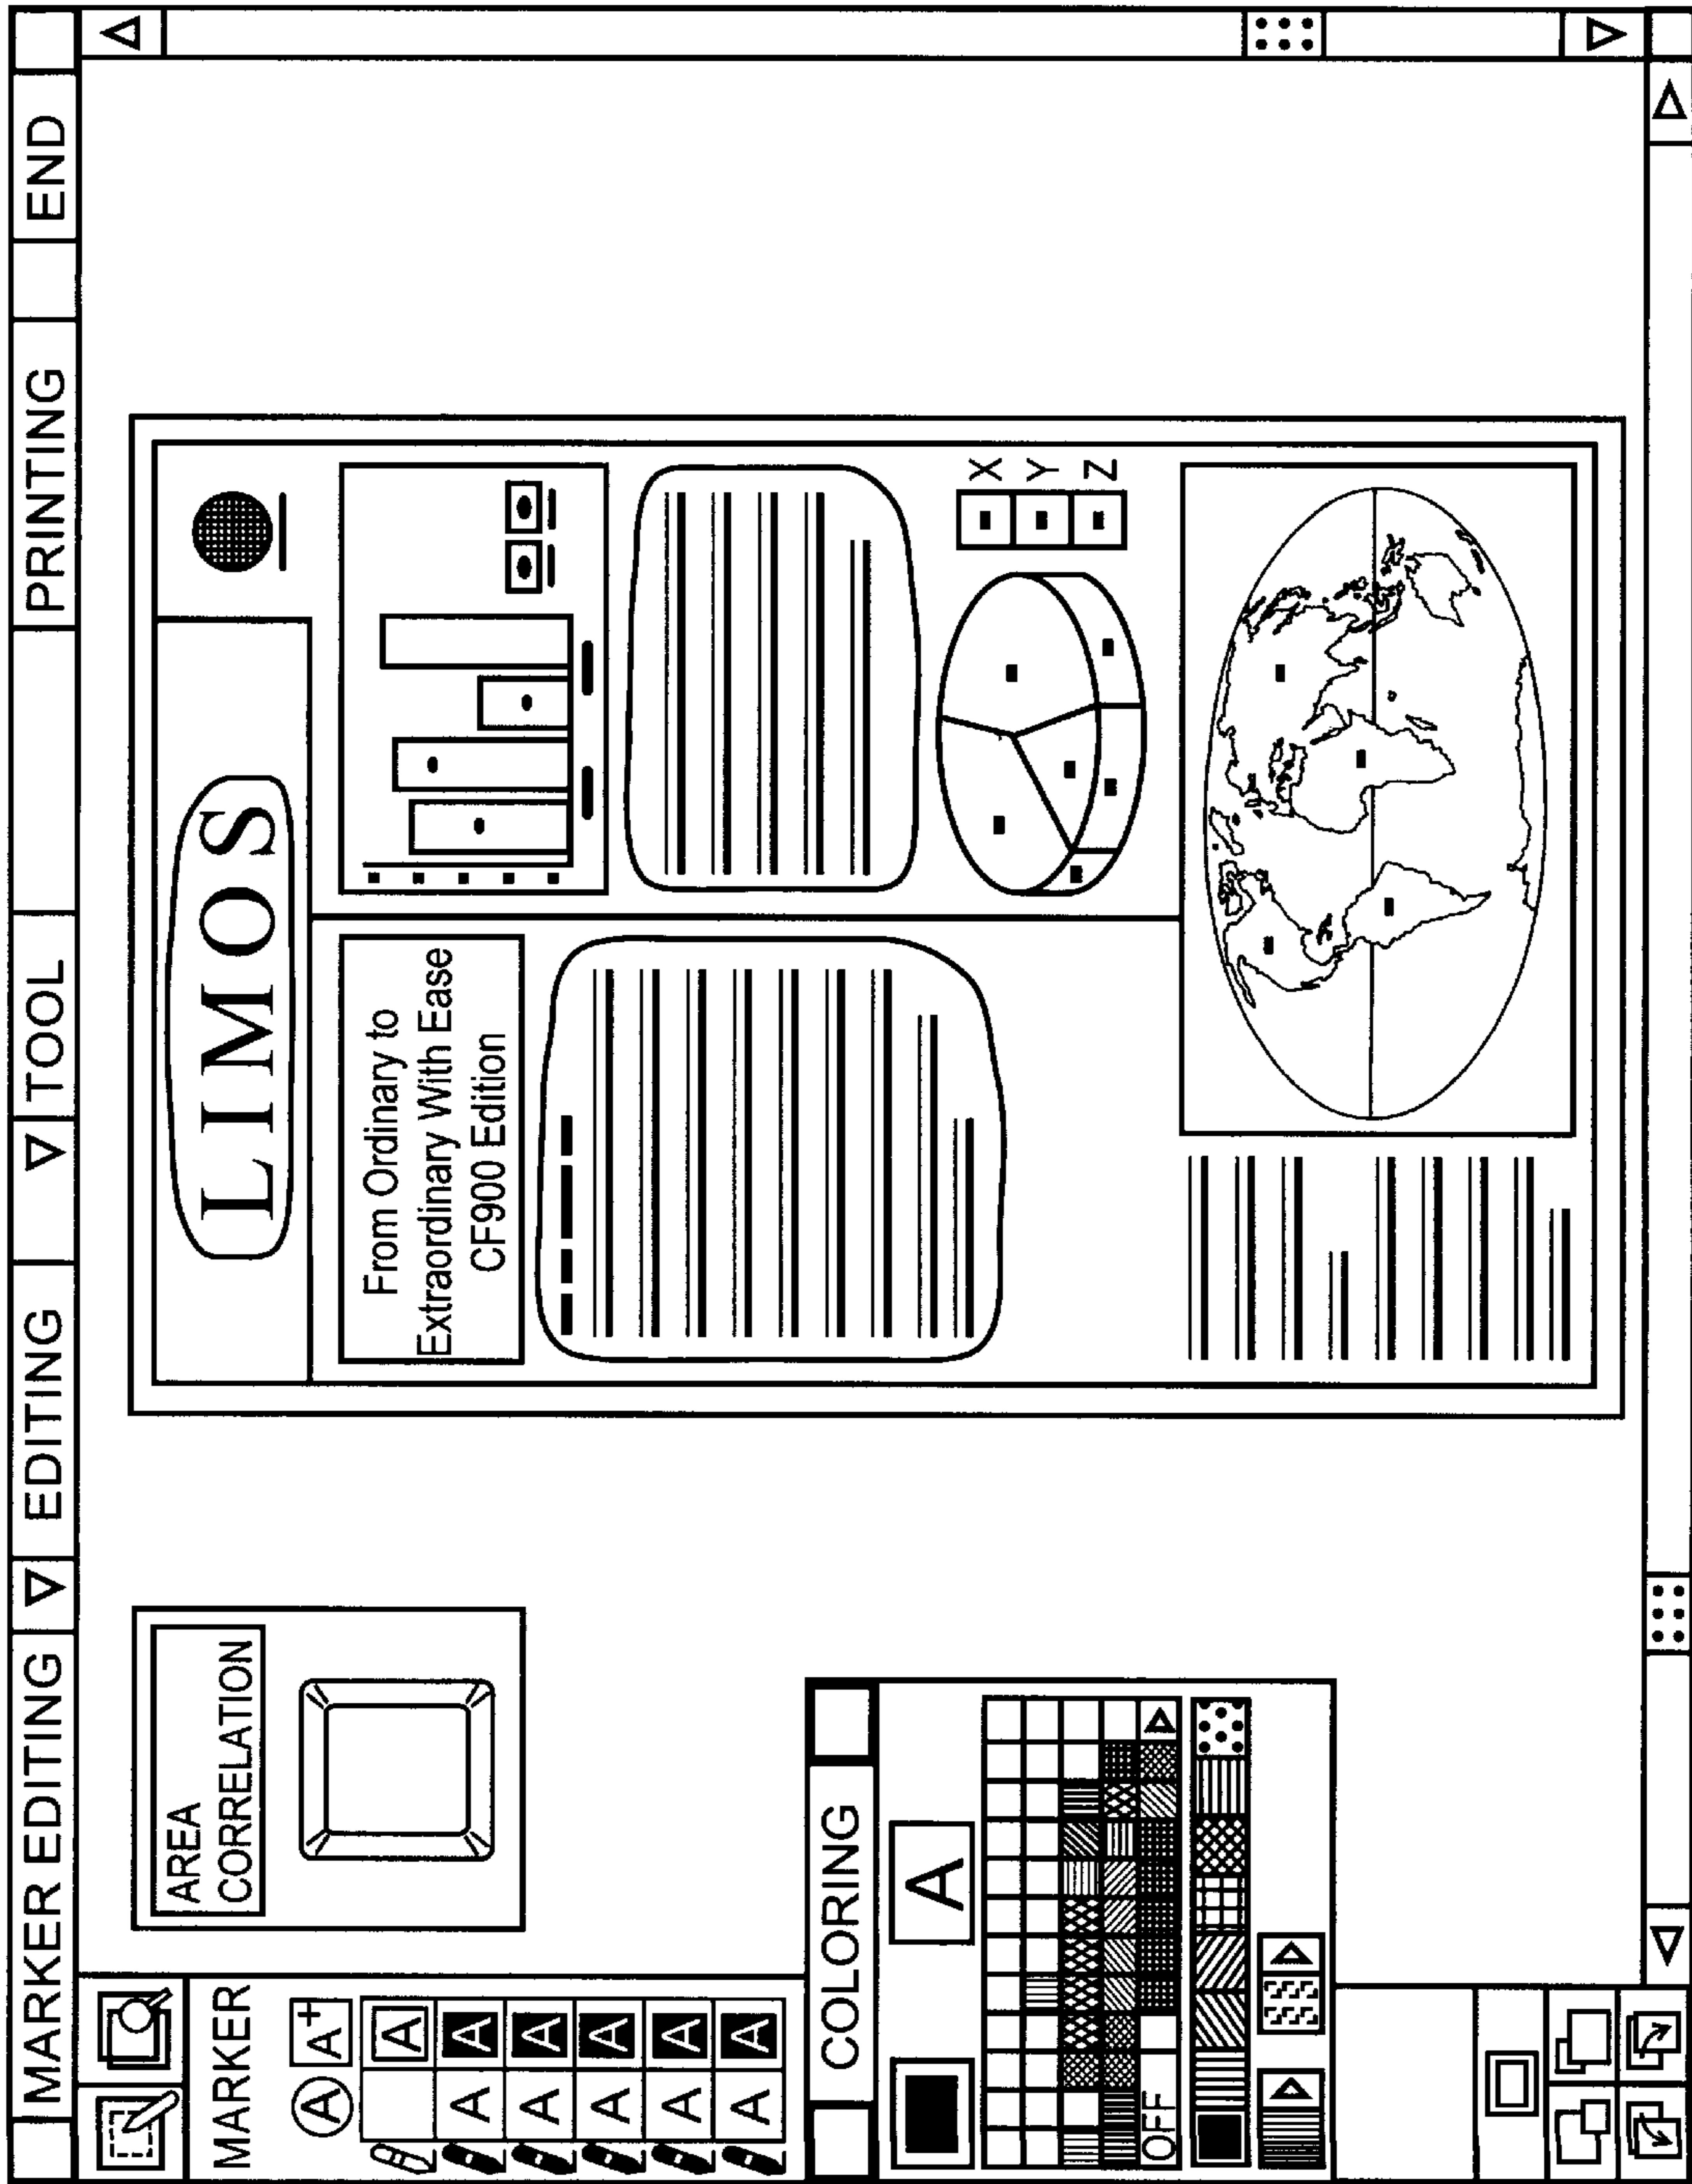 MARKER EDITING ▽ EDITING ▽ TOOL PRINTING END
MARKER
A A+
A
A A
A A
A A
A A
A A
AREA
CORRELATION
COLORING
A
OFF
LIMOS
From Ordinary to
Extraordinary With Ease
CF900 Edition
X
Y
Z